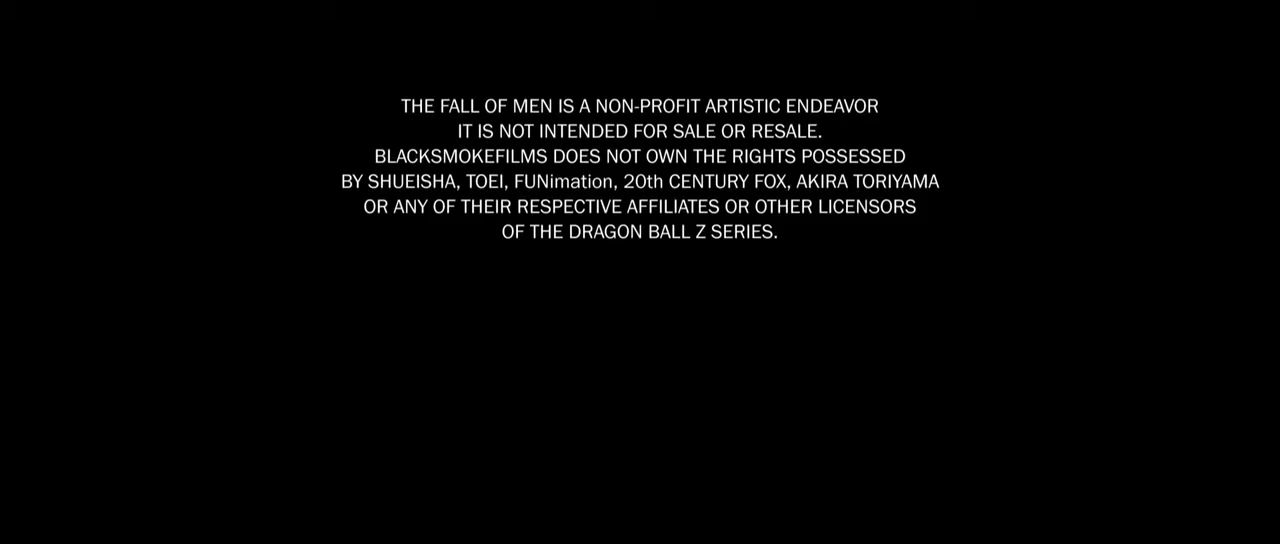 THE FALL OF MEN IS A NON-PROFIT ARTISTIC ENDEAVOR
IT IS NOT INTENDED FOR SALE OR RESALE.
BLACKSMOKEFILMS DOES NOT OWN THE RIGHTS POSSESSED
BY SHUEISHA, TOEI, FUNimation, 20th CENTURY FOX, AKIRA TORIYAMA
OR ANY OF THEIR RESPECTIVE AFFILIATES OR OTHER LICENSORS
OF THE DRAGON BALL Z SERIES.